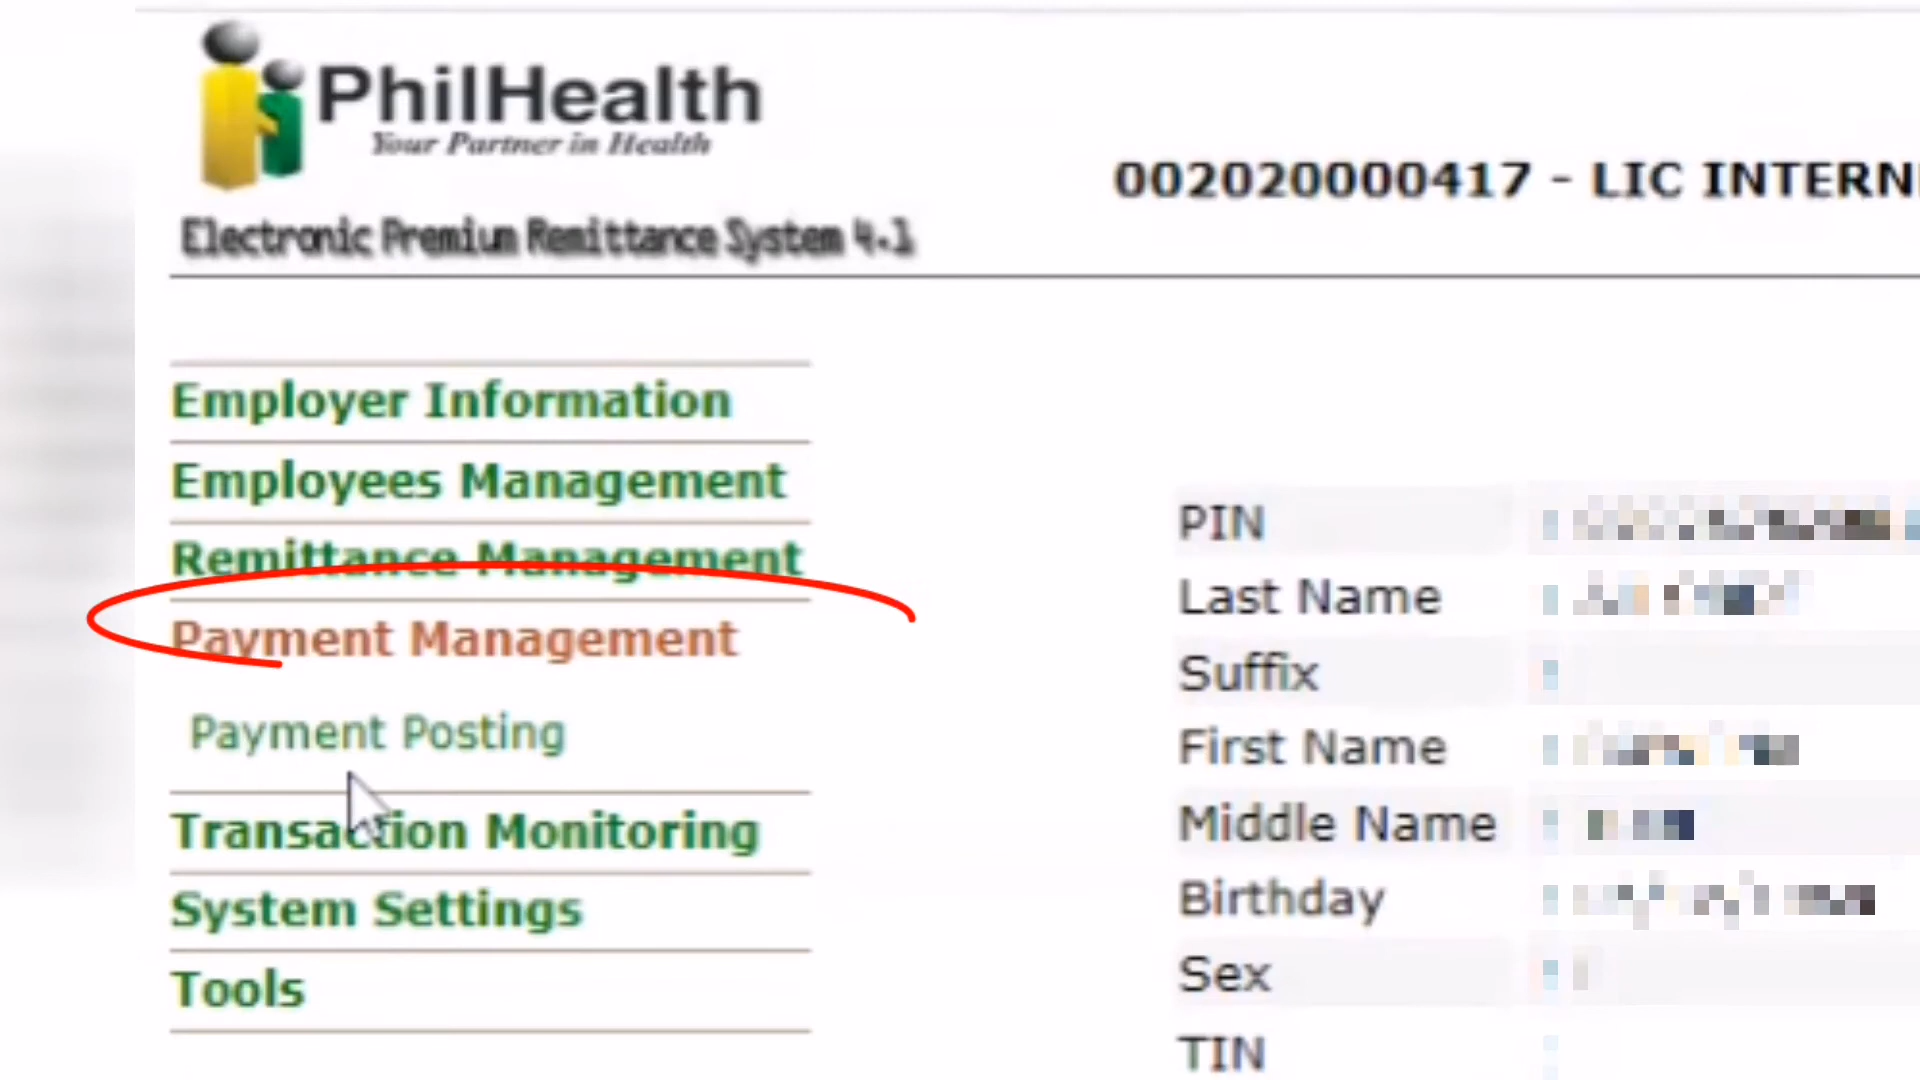 PhilHealth
Your Partner in Health
002020000417 - LIC INTERN
Electronic Premium Remittance System 4.1
Employer Information
Employees Management
Remittance Management
Payment Management
Payment Posting
Transaction Monitoring
System Settings
Tools
PIN
Last Name
Suffix
First Name
Middle Name
Birthday
Sex
TIN